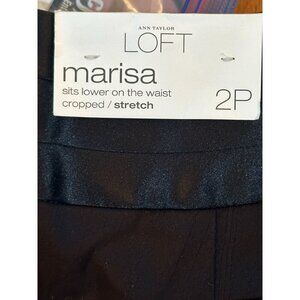 ANN TAYLOR
LOFT
marisa
sits lower on the waist
cropped / stretch
2P